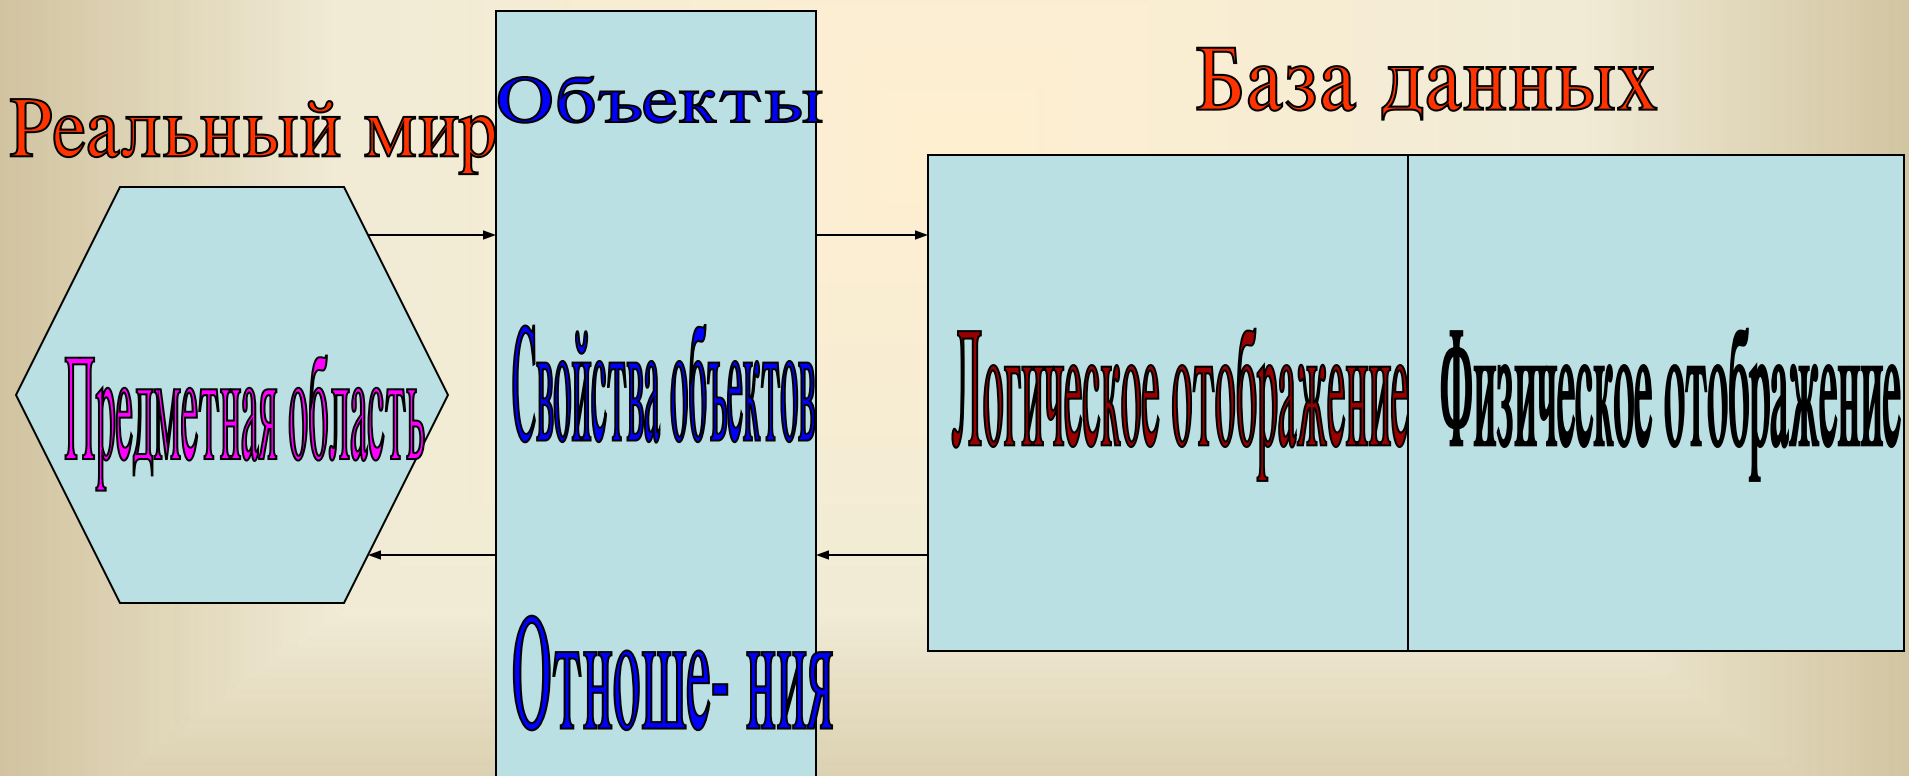 Реальный мир
Предметная область
Объекты
Свойства объектов
Отноше- ния
База данных
Логическое отображение
Физическое отображение